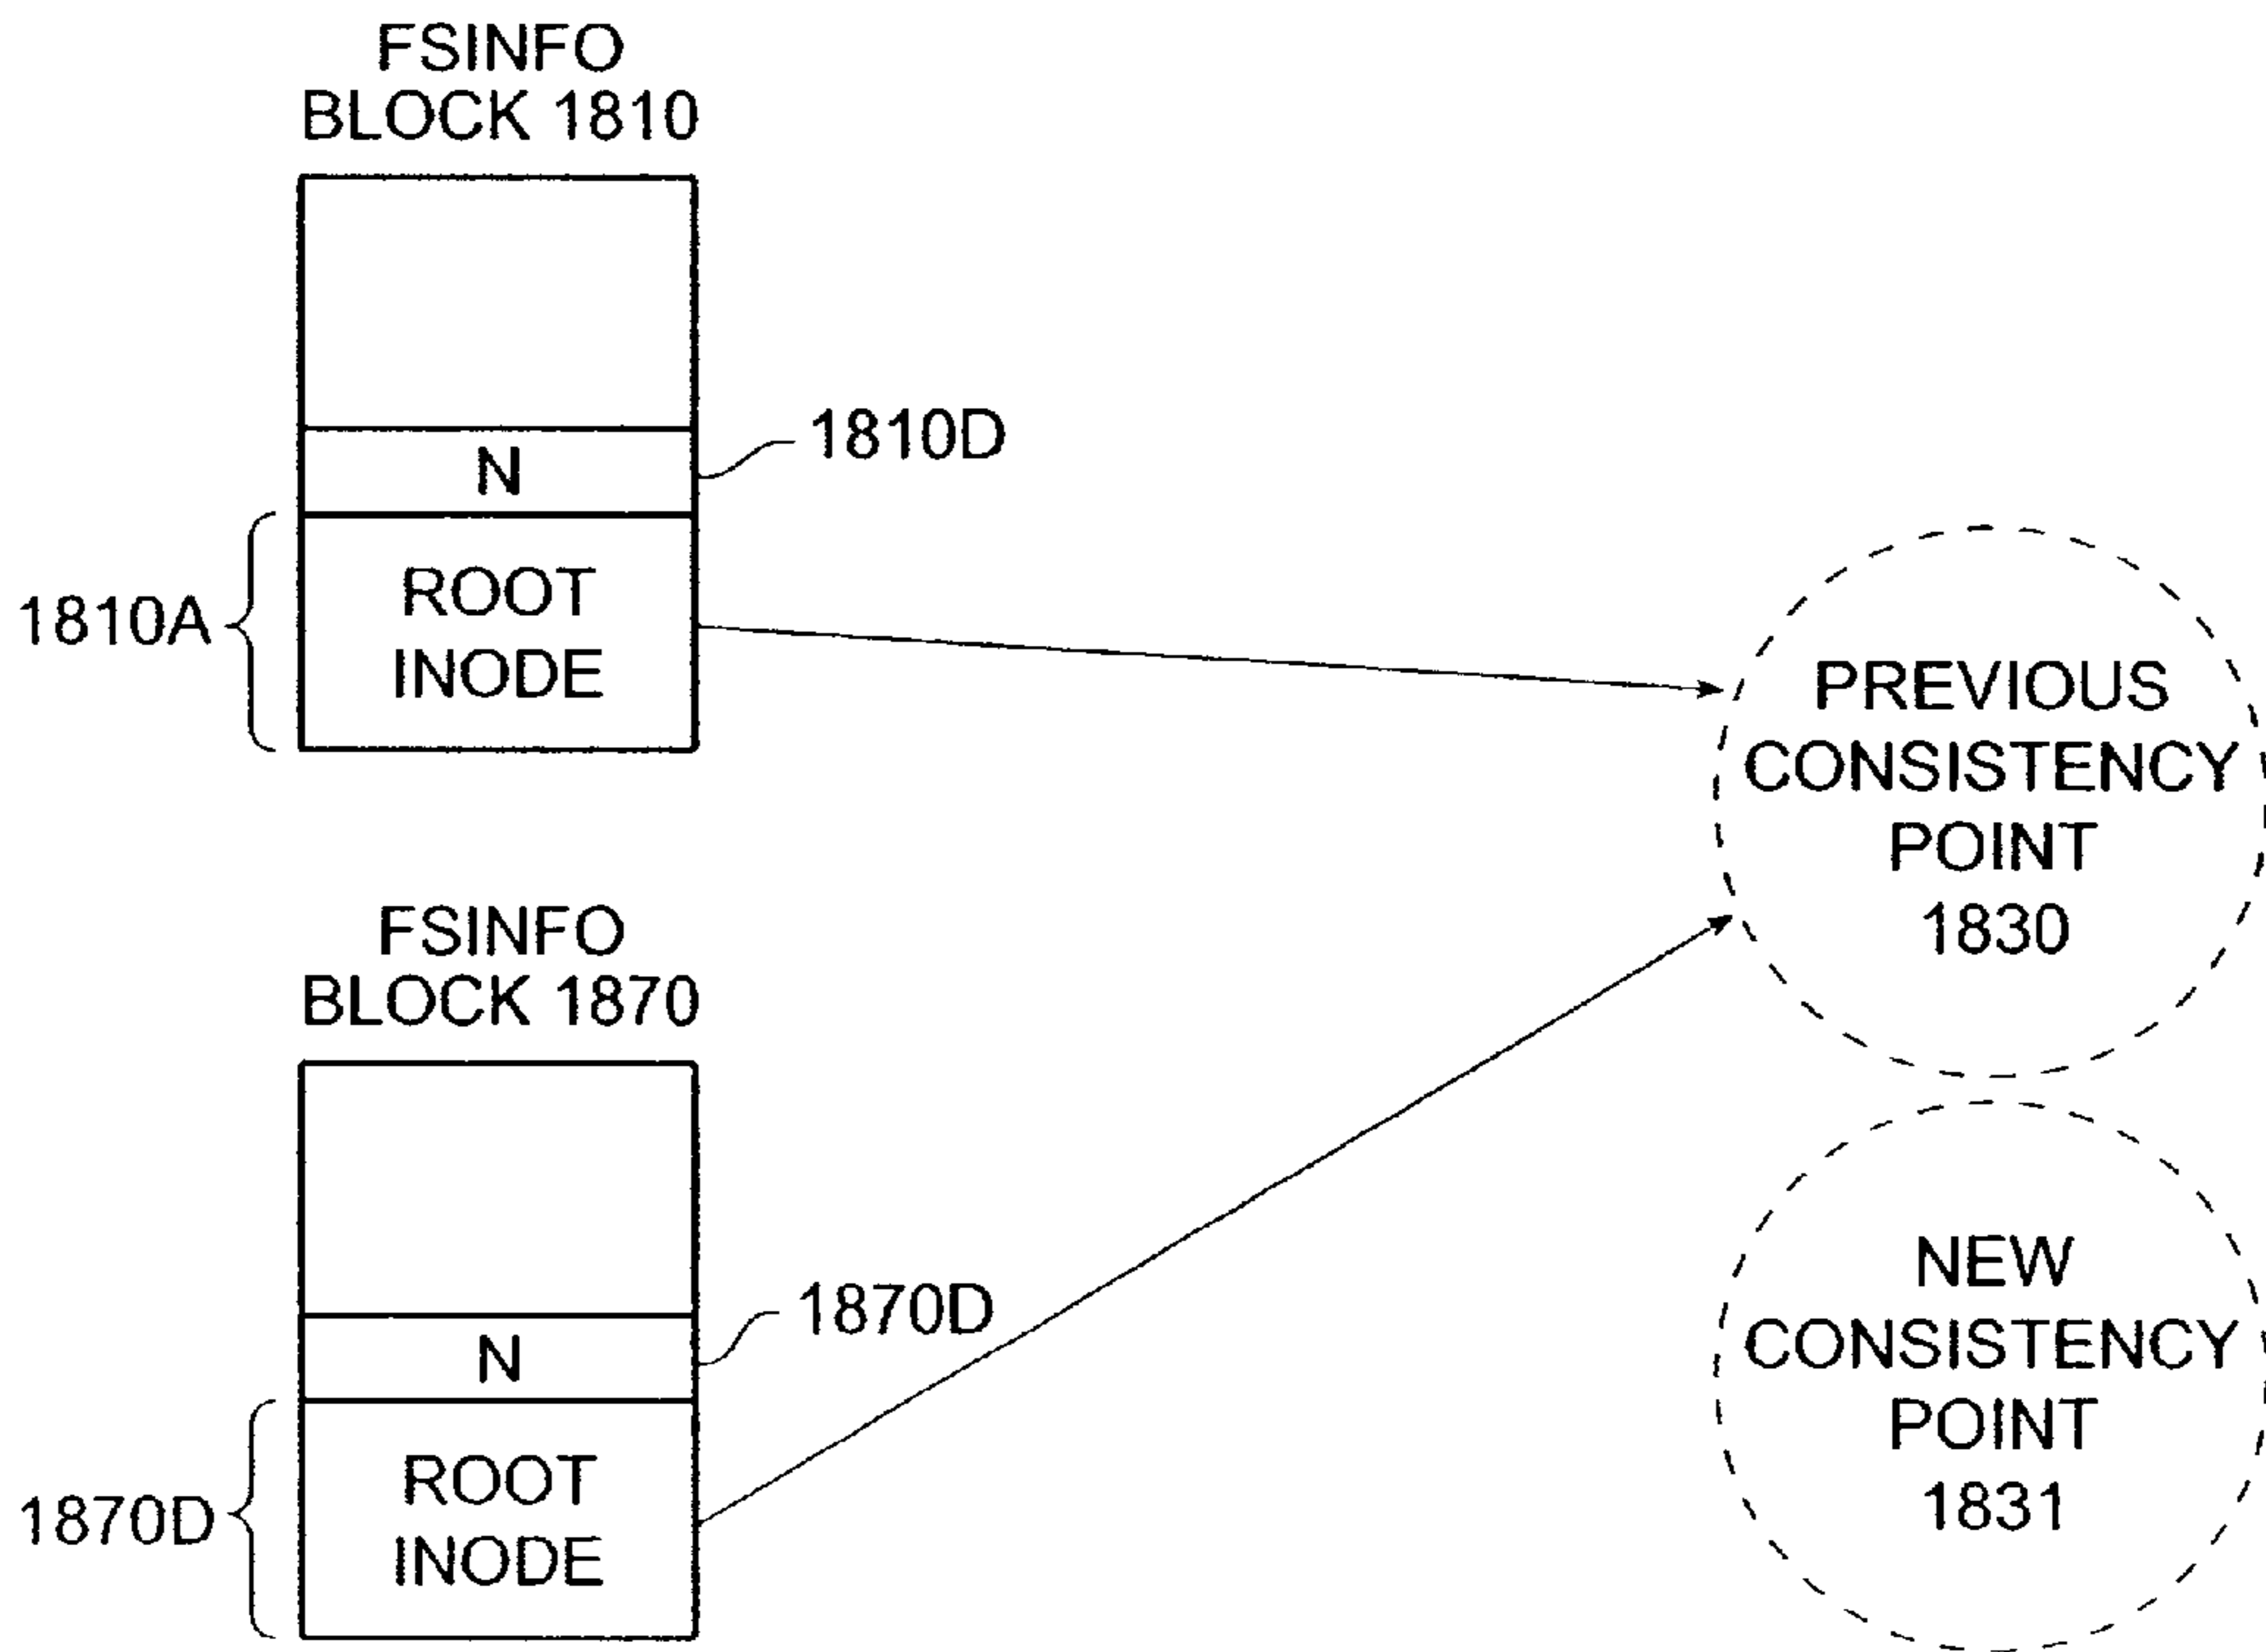 FSINFO
BLOCK 1810
N
1810D
1810A
ROOT
INODE
PREVIOUS
CONSISTENCY
POINT
1830
FSINFO
BLOCK 1870
N
1870D
1870D
ROOT
INODE
NEW
CONSISTENCY
POINT
1831